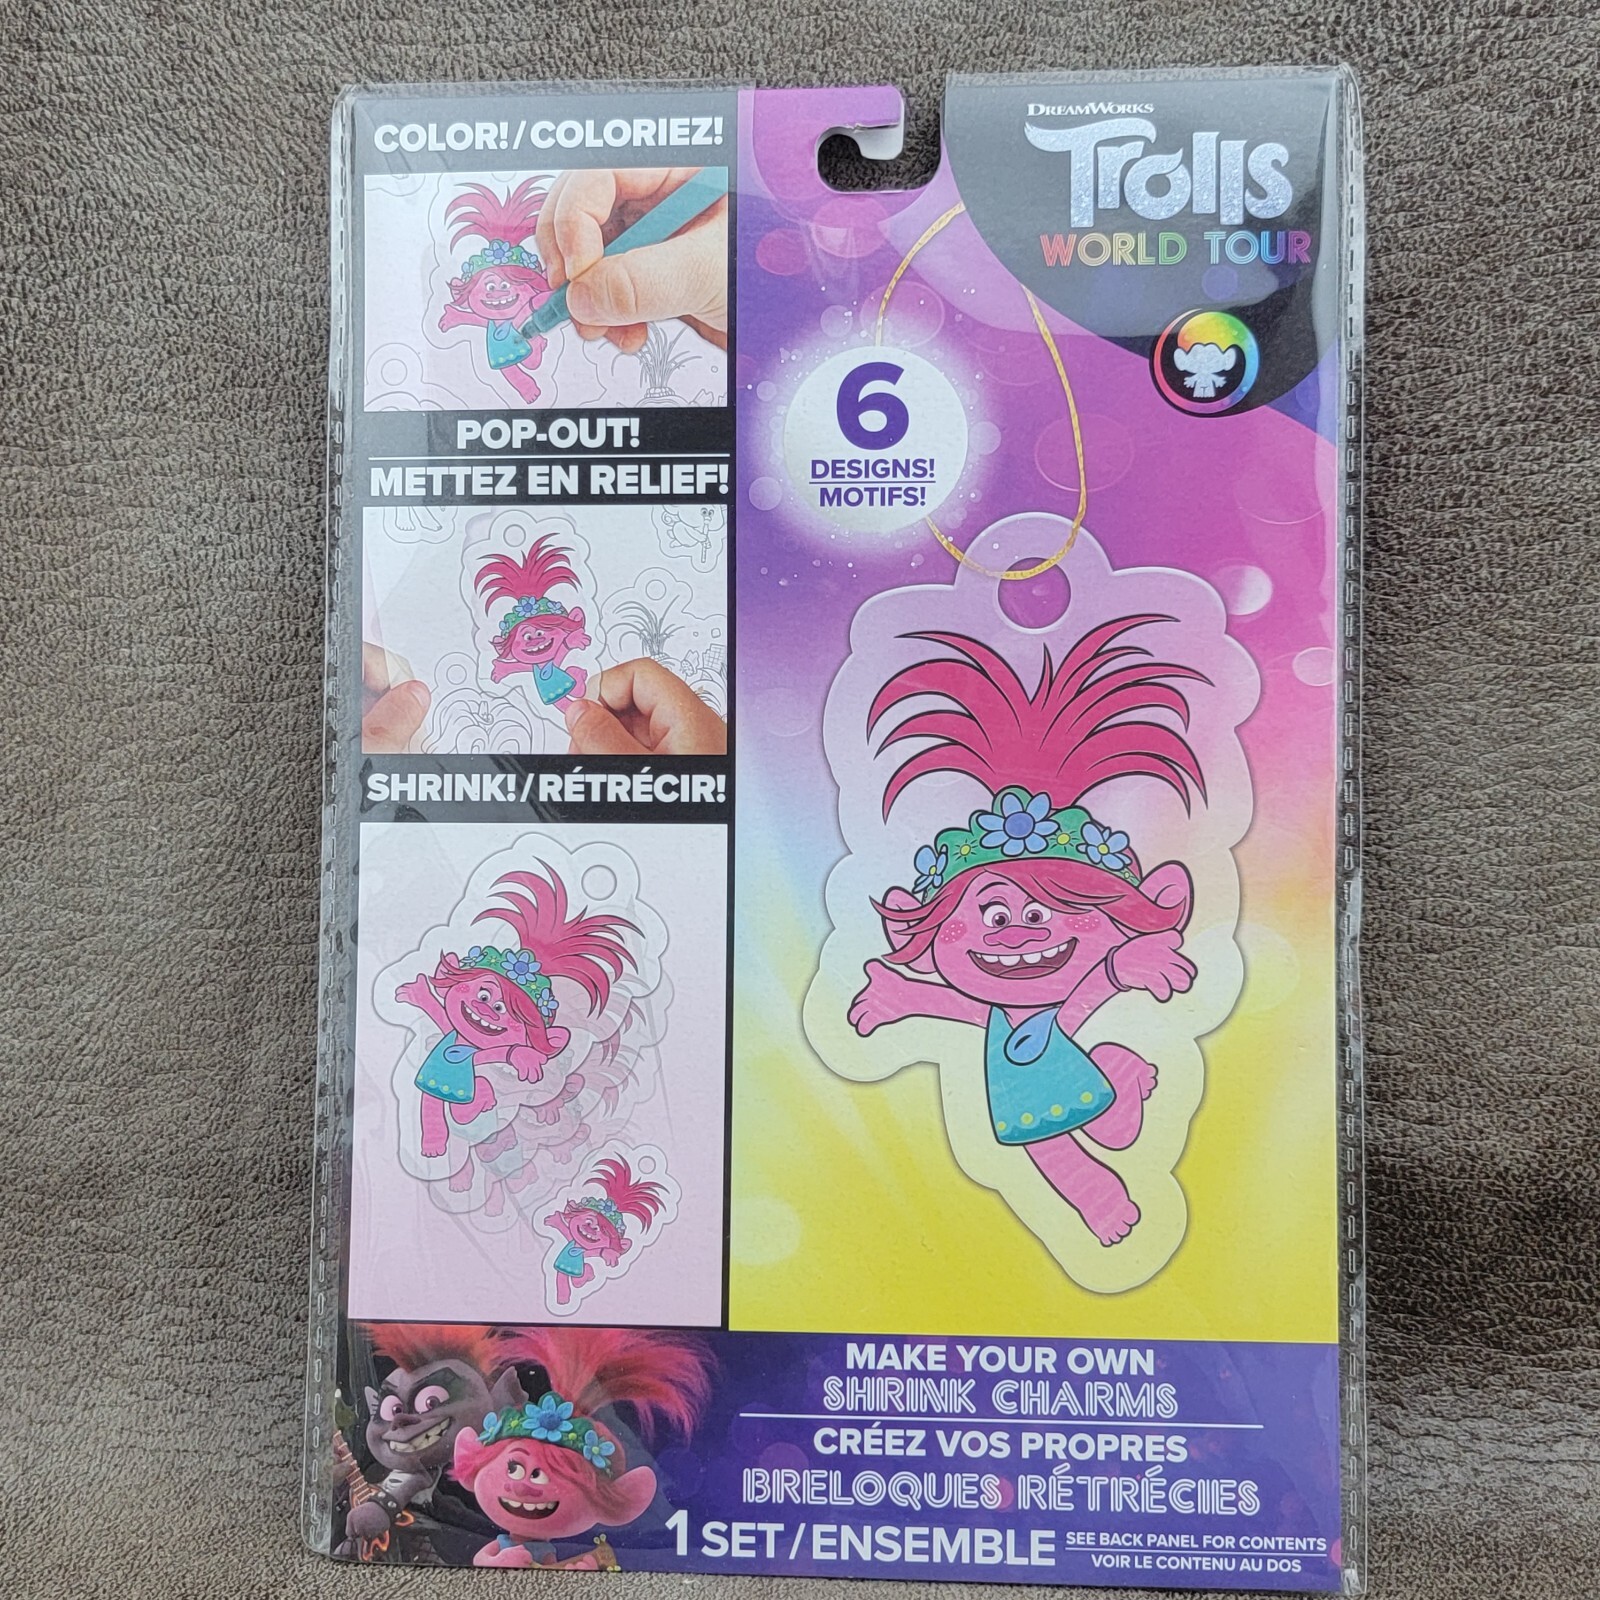 COLOR!/COLORIEZ!
POP-OUT!
METTEZ EN RELIEF!
SHRINK!/RÉTRÉCIR!
DREAMWORKS
Trolls
WORLD TOUR
6
DESIGNS!
MOTIFS!
MAKE YOUR OWN
SHRINK CHARMS
CRÉEZ VOS PROPRES
BRELOQUES RÉTRÉCIES
1 SET/ENSEMBLE
SEE BACK PANEL FOR CONTENTS
VOIR LE CONTENU AU DOS